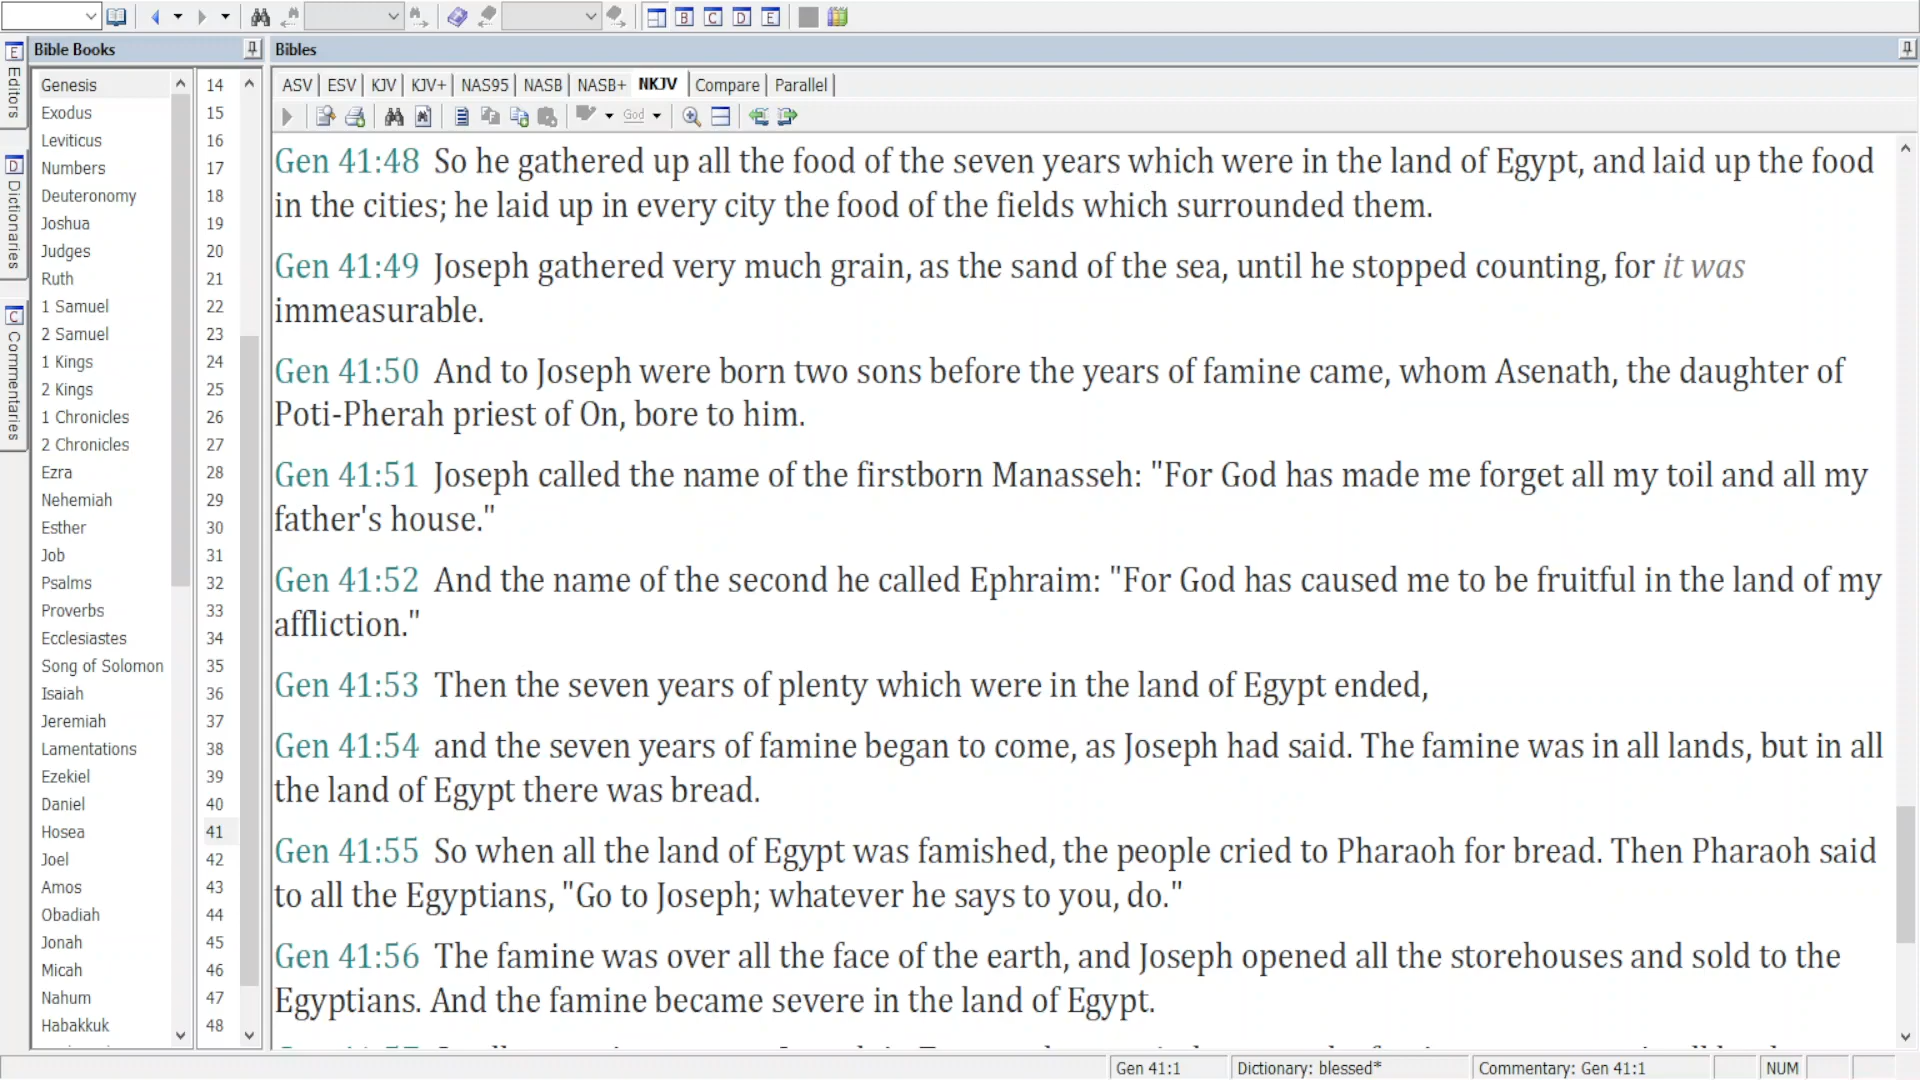 B C D E
Bible Books
Bibles
E Editors
D Dictionaries
C Commentaries
Genesis
Exodus
Leviticus
Numbers
Deuteronomy
Joshua
Judges
Ruth
1 Samuel
2 Samuel
1 Kings
2 Kings
1 Chronicles
2 Chronicles
Ezra
Nehemiah
Esther
Job
Psalms
Proverbs
Ecclesiastes
Song of Solomon
Isaiah
Jeremiah
Lamentations
Ezekiel
Daniel
Hosea
Joel
Amos
Obadiah
Jonah
Micah
Nahum
Habakkuk
14
15
16
17
18
19
20
21
22
23
24
25
26
27
28
29
30
31
32
33
34
35
36
37
38
39
40
41
42
43
44
45
46
47
48
ASV ESV KJV KJV+ NAS95 NASB NASB+ NKJV Compare Parallel
God
Gen 41:48 So he gathered up all the food of the seven years which were in the land of Egypt, and laid up the food
in the cities; he laid up in every city the food of the fields which surrounded them.
Gen 41:49 Joseph gathered very much grain, as the sand of the sea, until he stopped counting, for it was
immeasurable.
Gen 41:50 And to Joseph were born two sons before the years of famine came, whom Asenath, the daughter of
Poti-Pherah priest of On, bore to him.
Gen 41:51 Joseph called the name of the firstborn Manasseh: "For God has made me forget all my toil and all my
father's house."
Gen 41:52 And the name of the second he called Ephraim: "For God has caused me to be fruitful in the land of my
affliction."
Gen 41:53 Then the seven years of plenty which were in the land of Egypt ended,
Gen 41:54 and the seven years of famine began to come, as Joseph had said. The famine was in all lands, but in all
the land of Egypt there was bread.
Gen 41:55 So when all the land of Egypt was famished, the people cried to Pharaoh for bread. Then Pharaoh said
to all the Egyptians, "Go to Joseph; whatever he says to you, do."
Gen 41:56 The famine was over all the face of the earth, and Joseph opened all the storehouses and sold to the
Egyptians. And the famine became severe in the land of Egypt.
Gen 41:1
Dictionary: blessed*
Commentary: Gen 41:1
NUM